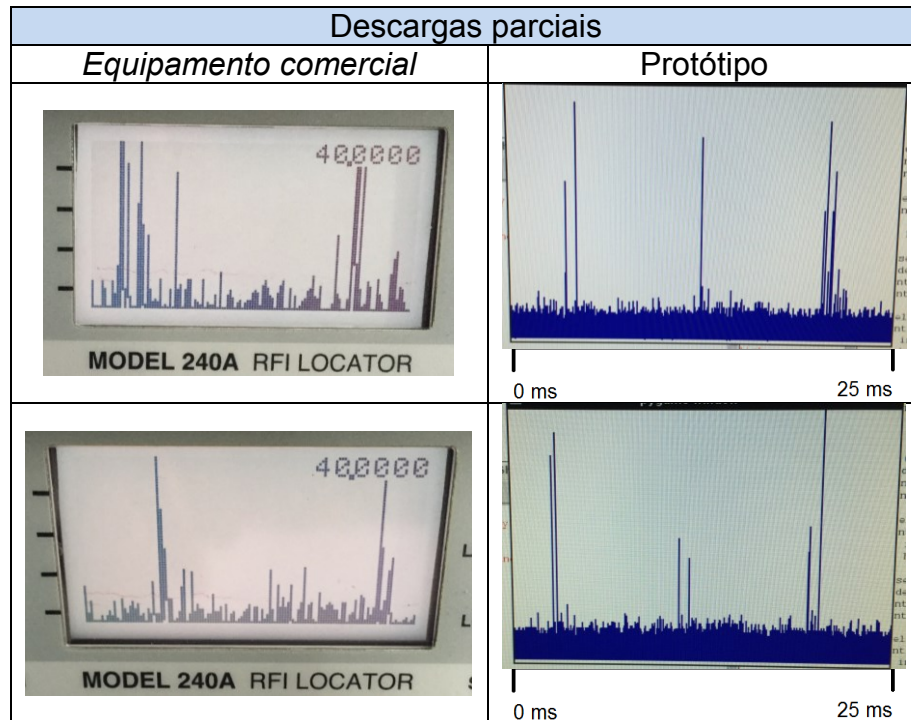 Descargas parciais
Equipamento comercial
Protótipo
40.0000
MODEL 240A RFI LOCATOR
0 ms
25 ms
40.0000
MODEL 240A RFI LOCATOR
0 ms
25 ms